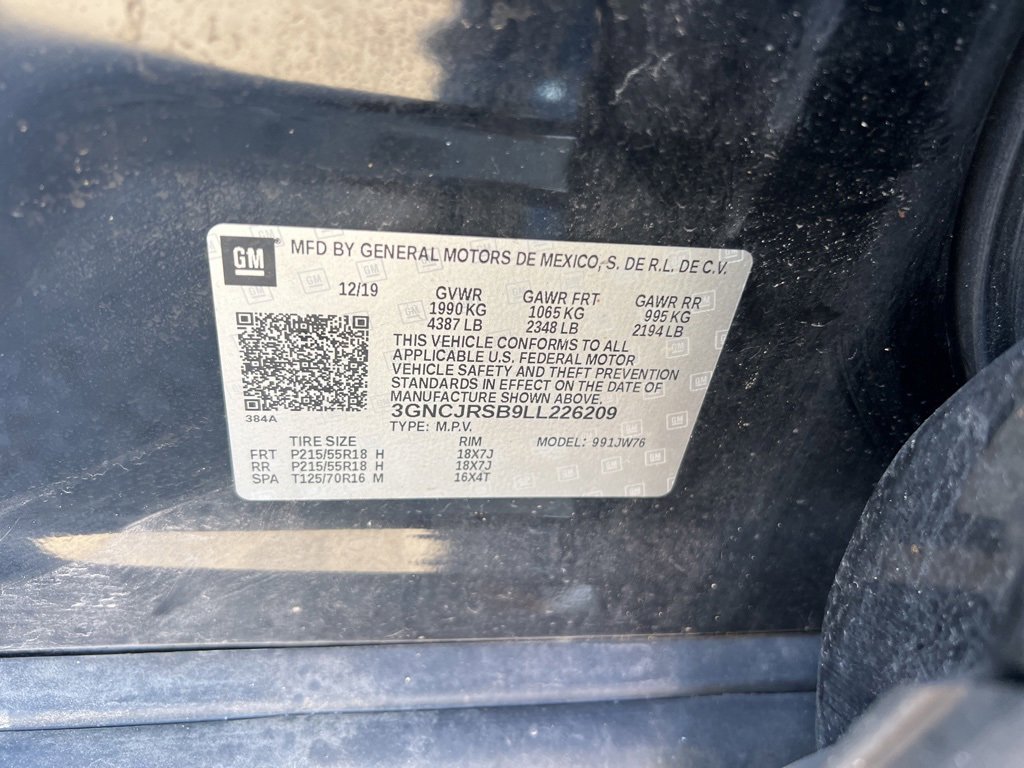 GM MFD BY GENERAL MOTORS DE MEXICO, S. DE R.L. DE C.V.
12/19 GVWR GAWR FRT GAWR RR
1990 KG 1065 KG 995 KG
4387 LB 2348 LB 2194 LB
THIS VEHICLE CONFORMS TO ALL
APPLICABLE U.S. FEDERAL MOTOR
VEHICLE SAFETY AND THEFT PREVENTION
STANDARDS IN EFFECT ON THE DATE OF
MANUFACTURE SHOWN ABOVE.
3GNCJRSB9LL226209
384A
TYPE: M.P.V.
TIRE SIZE RIM MODEL: 991JW76
FRT P215/55R18 H 18X7J
RR P215/55R18 H 18X7J
SPA T125/70R16 M 16X4T